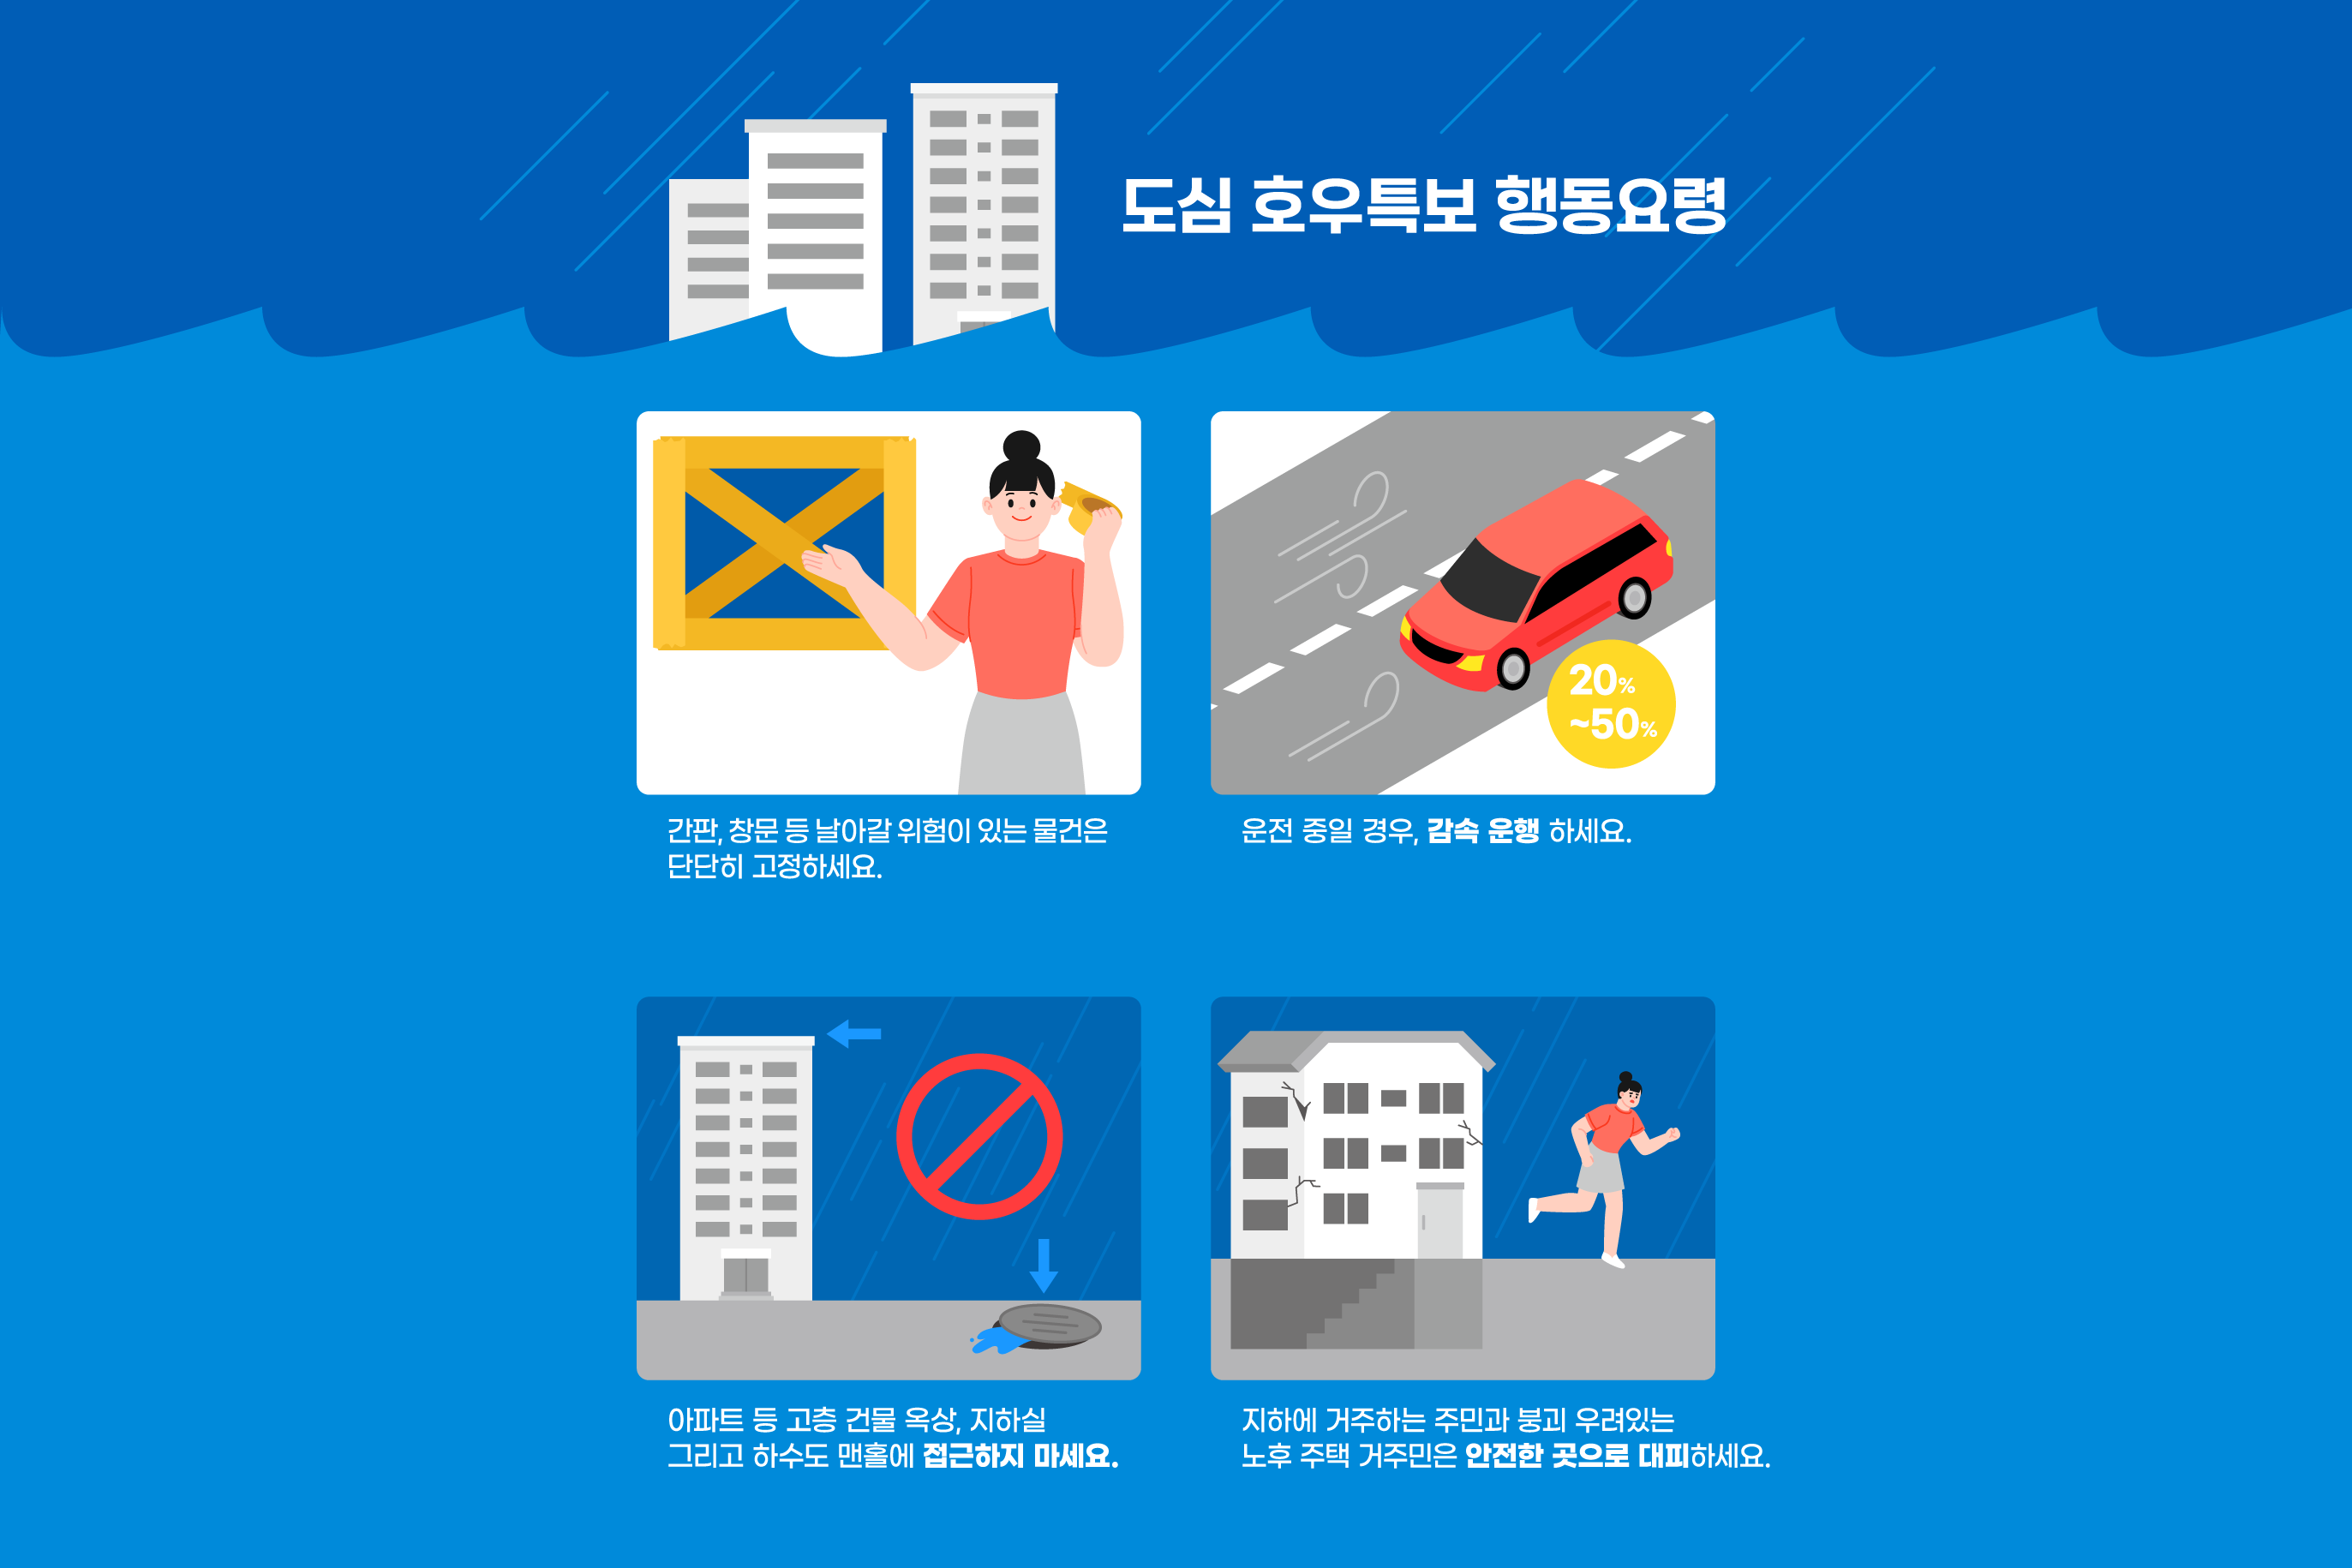 도심 호우특보 행동요령
20%
~50%
간판, 창문 등 날아갈 위험이 있는 물건은
단단히 고정하세요.
운전 중일 경우, 감속 운행 하세요.
아파트 등 고층 건물 옥상, 지하실
그리고 하수도 맨홀에 접근하지 마세요.
지하에 거주하는 주민과 붕괴 우려있는
노후 주택 거주민은 안전한 곳으로 대피하세요.